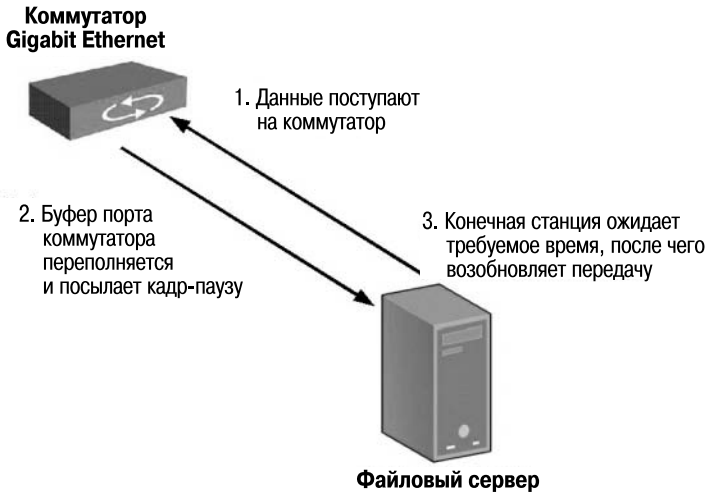 Коммутатор
Gigabit Ethernet
1. Данные поступают
на коммутатор
2. Буфер порта
коммутатора
переполняется
и посылает кадр-паузу
3. Конечная станция ожидает
требуемое время, после чего
возобновляет передачу
Файловый сервер